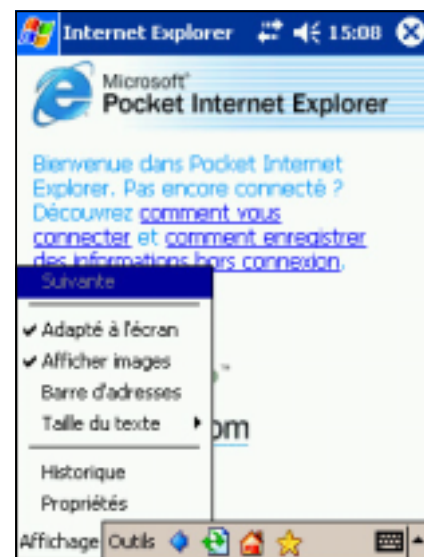 Internet Explorer 15:08
Microsoft®
Pocket Internet Explorer
Bienvenue dans Pocket Internet
Explorer. Pas encore connecté ?
Découvrez comment vous
connecter et comment enregistrer
des informations hors connexion.
Suivante
Adapté à l'écran
Afficher images
Barre d'adresses
Taille du texte
om
Historique
Propriétés
Affichage Outils